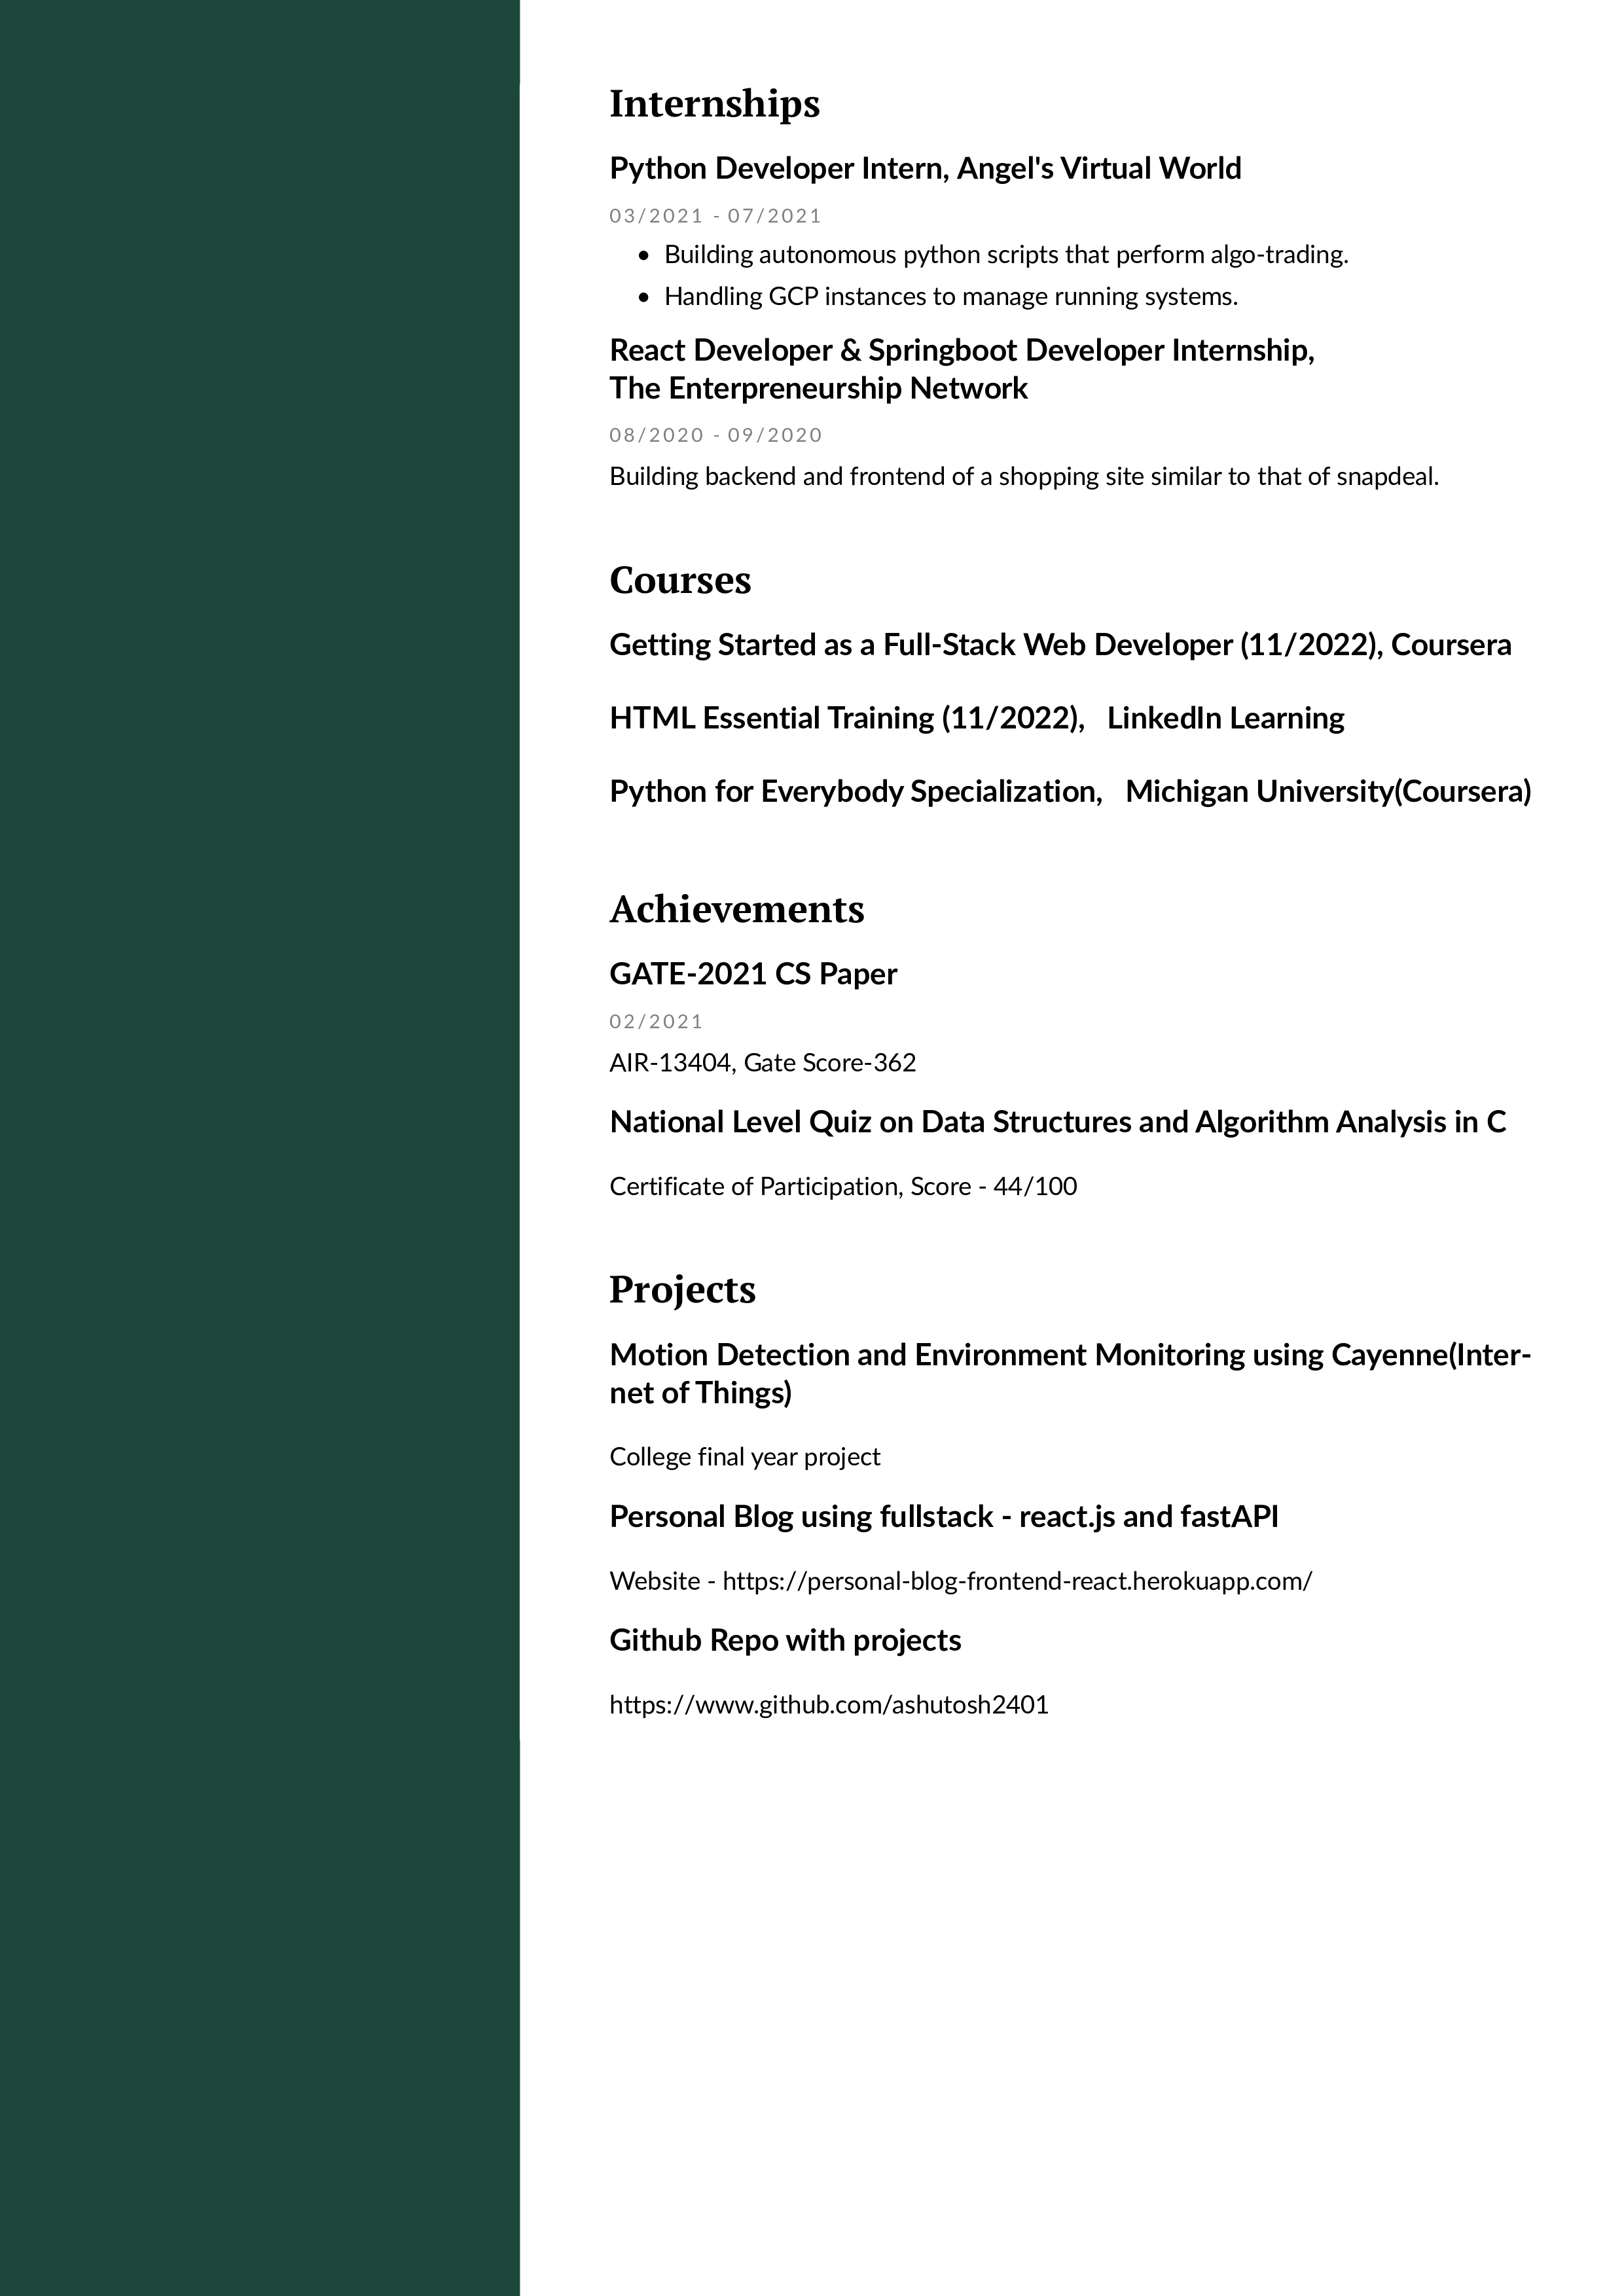 Internships
Python Developer Intern, Angel's Virtual World
03/2021 - 07/2021
• Building autonomous python scripts that perform algo-trading.
• Handling GCP instances to manage running systems.
React Developer & Springboot Developer Internship,
The Enterpreneurship Network
08/2020 - 09/2020
Building backend and frontend of a shopping site similar to that of snapdeal.
Courses
Getting Started as a Full-Stack Web Developer (11/2022), Coursera
HTML Essential Training (11/2022), LinkedIn Learning
Python for Everybody Specialization, Michigan University(Coursera)
Achievements
GATE-2021 CS Paper
02/2021
AIR-13404, Gate Score-362
National Level Quiz on Data Structures and Algorithm Analysis in C
Certificate of Participation, Score - 44/100
Projects
Motion Detection and Environment Monitoring using Cayenne(Inter-
net of Things)
College final year project
Personal Blog using fullstack - react.js and fastAPI
Website - https://personal-blog-frontend-react.herokuapp.com/
Github Repo with projects
https://www.github.com/ashutosh2401